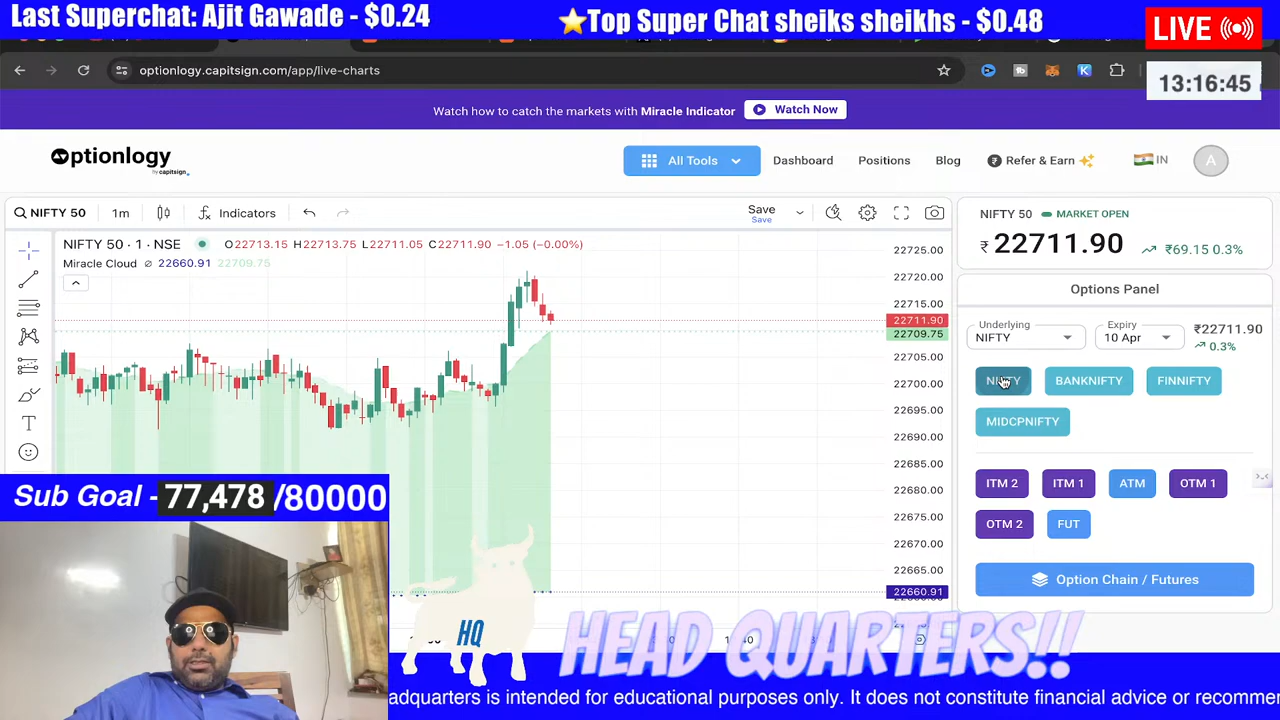 Last Superchat: Ajit Gawade - $0.24
⭐Top Super Chat sheiks sheikhs - $0.48
LIVE
optionlogy.capitsign.com/app/live-charts
13:16:45
Watch how to catch the markets with Miracle Indicator
Watch Now
optionlogy
by capitsign.
All Tools
Dashboard
Positions
Blog
Refer & Earn ✨
IN
A
NIFTY 50
1m
Indicators
Save
Save
NIFTY 50 · 1 · NSE
O22713.15 H22713.75 L22711.05 C22711.90 -1.05 (-0.00%)
Miracle Cloud ⌀ 22660.91 22709.75
22725.00
22720.00
22715.00
22711.90
22709.75
22705.00
22700.00
22695.00
22690.00
22685.00
22680.00
22675.00
22670.00
22665.00
22660.91
NIFTY 50 MARKET OPEN
₹ 22711.90 ₹69.15 0.3%
Options Panel
Underlying
NIFTY
Expiry
10 Apr
₹22711.90
0.3%
NIFTY
BANKNIFTY
FINNIFTY
MIDCPNIFTY
ITM 2
ITM 1
ATM
OTM 1
OTM 2
FUT
Option Chain / Futures
Sub Goal - 77,478 /80000
HQ
HEAD QUARTERS!!
adquarters is intended for educational purposes only. It does not constitute financial advice or recommer